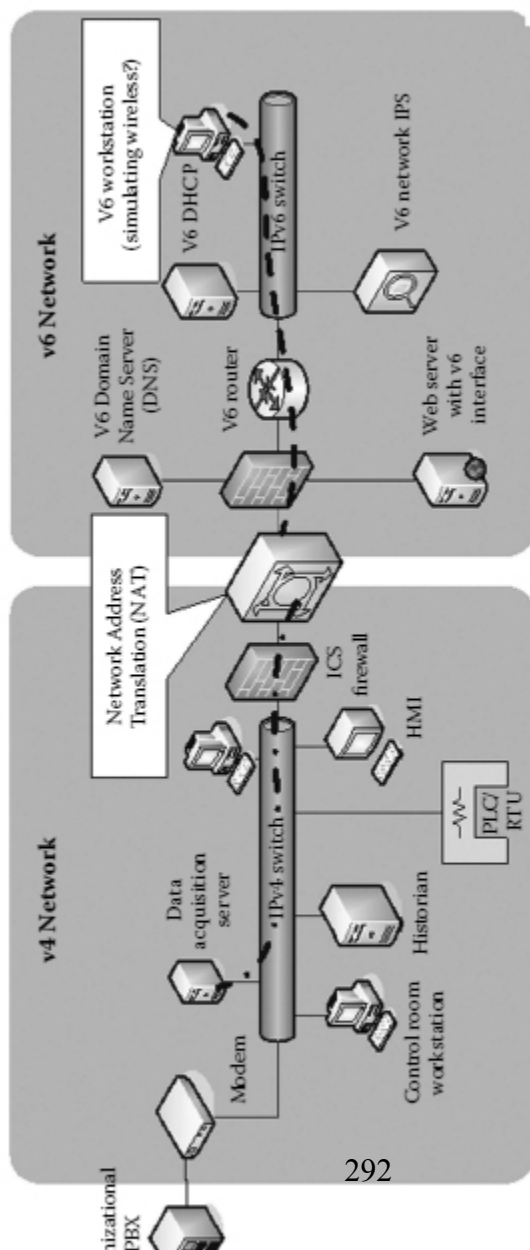 v4 Network
v6 Network
Network Address
Translation (NAT)
V6 Domain
Name Server
(DNS)
V6 workstation
(simulating wireless?)
V6 DHCP
V6 router
IPv6 switch
V6 network IPS
Web server
with v6
interface
Data
acquisition
server
Modem
IPv4 switch
ICS
firewall
HMI
PLC/
RTU
Historian
Control room
workstation
nizational
PBX
292